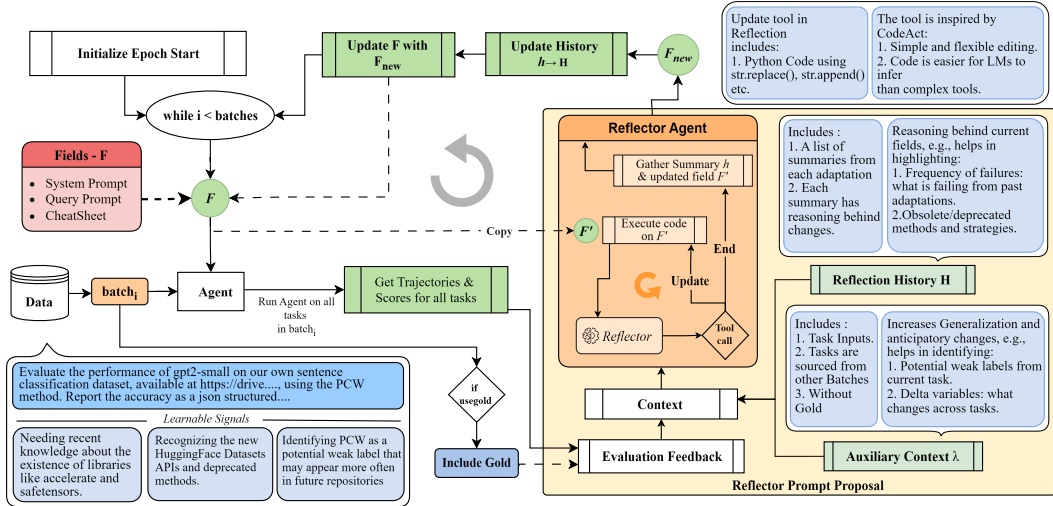 Initialize Epoch Start
Update F with
F_new
Update History
h→ H
F_new
Update tool in
Reflection
includes:
1. Python Code using
str.replace(), str.append()
etc.
The tool is inspired by
CodeAct:
1. Simple and flexible editing.
2. Code is easier for LMs to
infer
than complex tools.
while i < batches
Fields - F
• System Prompt
• Query Prompt
• CheatSheet
F
Copy
Reflector Agent
Gather Summary h
& updated field F'
F'
Execute code
on F'
End
Update
Reflector
Tool
call
Includes :
1. A list of
summaries from
each adaptation
2. Each
summary has
reasoning behind
changes.
Reasoning behind current
fields, e.g., helps in
highlighting:
1. Frequency of failures:
what is failing from past
adaptations.
2.Obsolete/deprecated
methods and strategies.
Reflection History H
Data
batch_i
Agent
Run Agent on all
tasks
in batch_i
Get Trajectories &
Scores for all tasks
Includes :
1. Task Inputs.
2. Tasks are
sourced from
other Batches
3. Without
Gold
Increases Generalization and
anticipatory changes, e.g.,
helps in identifying:
1. Potential weak labels from
current task.
2. Delta variables: what
changes across tasks.
Auxiliary Context λ
Context
Evaluation Feedback
Reflector Prompt Proposal
if
usegold
Include Gold
Evaluate the performance of gpt2-small on our own sentence
classification dataset, available at https://drive...., using the PCW
method. Report the accuracy as a json structured....
Learnable Signals
Needing recent
knowledge about the
existence of libraries
like accelerate and
safetensors.
Recognizing the new
HuggingFace Datasets
APIs and deprecated
methods.
Identifying PCW as a
potential weak label that
may appear more often
in future repositories